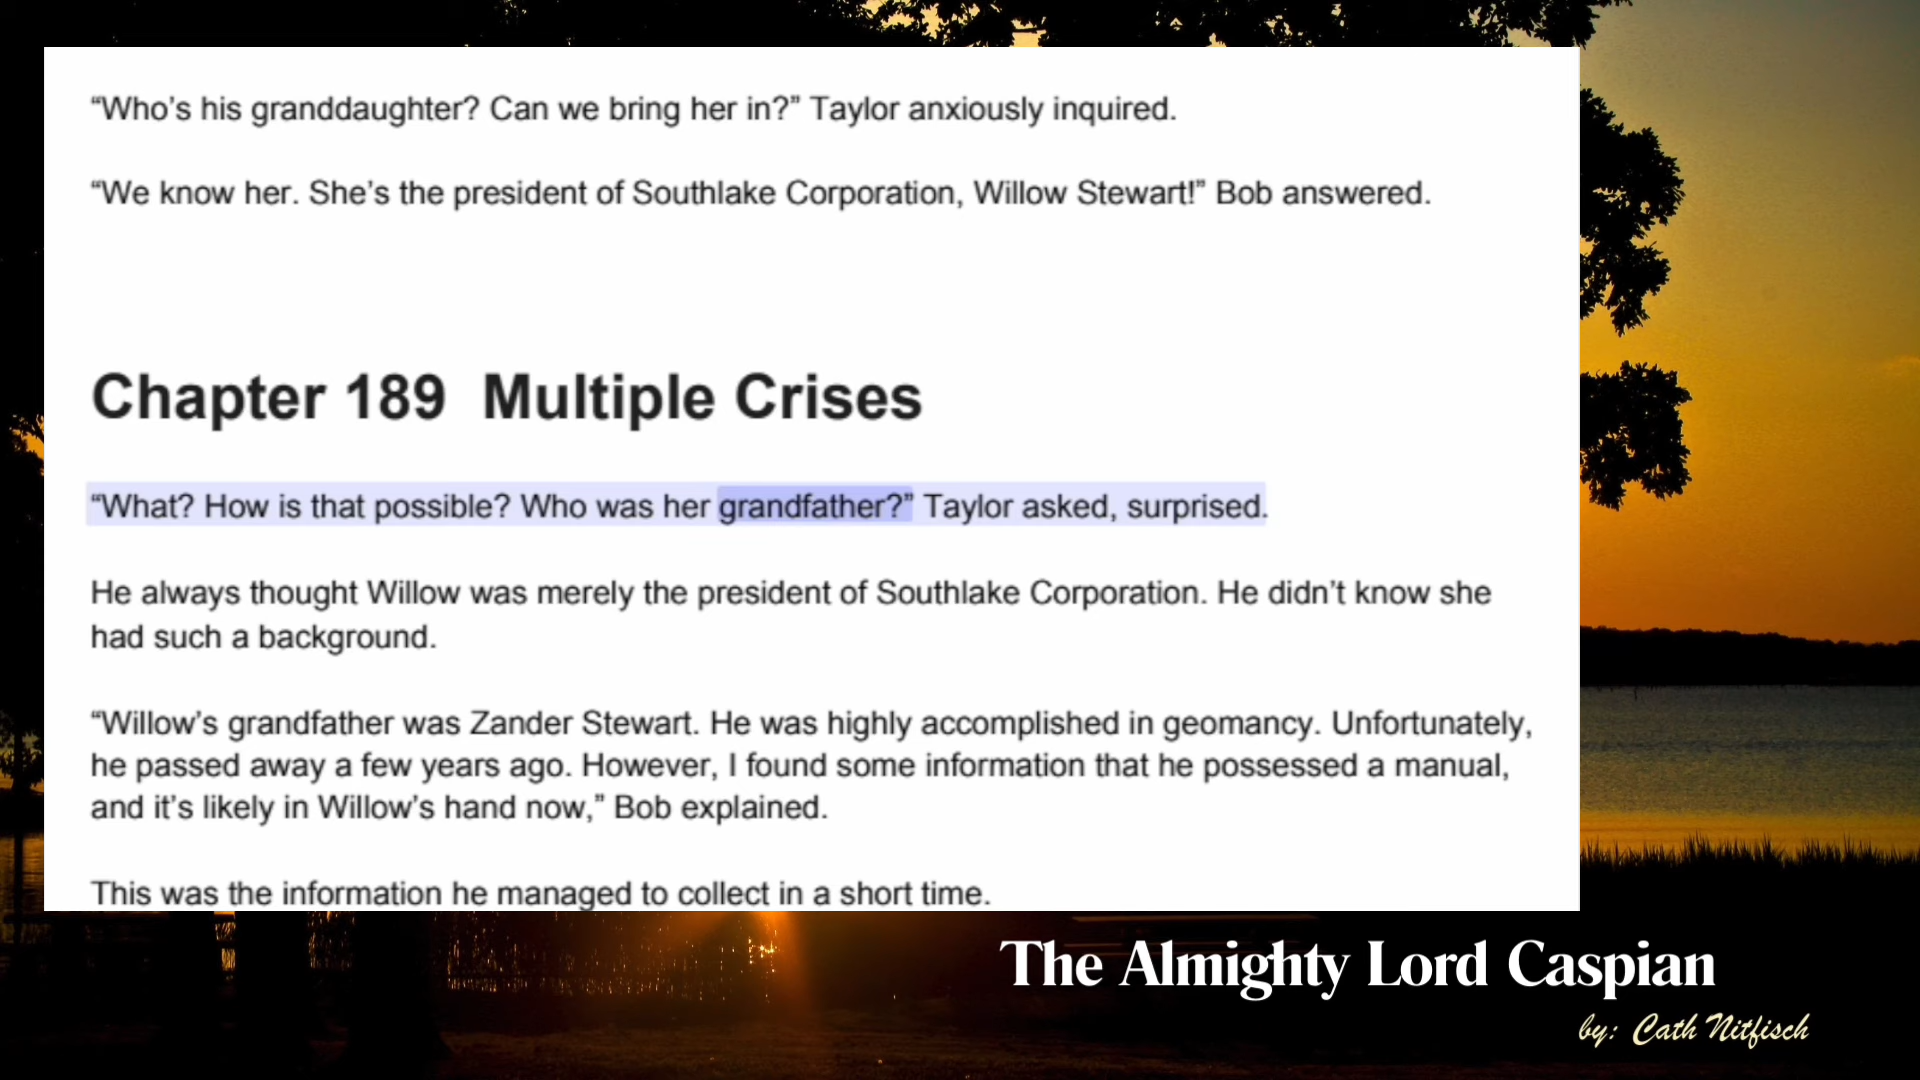 “Who’s his granddaughter? Can we bring her in?” Taylor anxiously inquired.
“We know her. She’s the president of Southlake Corporation, Willow Stewart!” Bob answered.
Chapter 189 Multiple Crises
“What? How is that possible? Who was her grandfather?” Taylor asked, surprised.
He always thought Willow was merely the president of Southlake Corporation. He didn’t know she
had such a background.
“Willow’s grandfather was Zander Stewart. He was highly accomplished in geomancy. Unfortunately,
he passed away a few years ago. However, I found some information that he possessed a manual,
and it’s likely in Willow’s hand now,” Bob explained.
This was the information he managed to collect in a short time.
The Almighty Lord Caspian
by: Cath Nitfisch